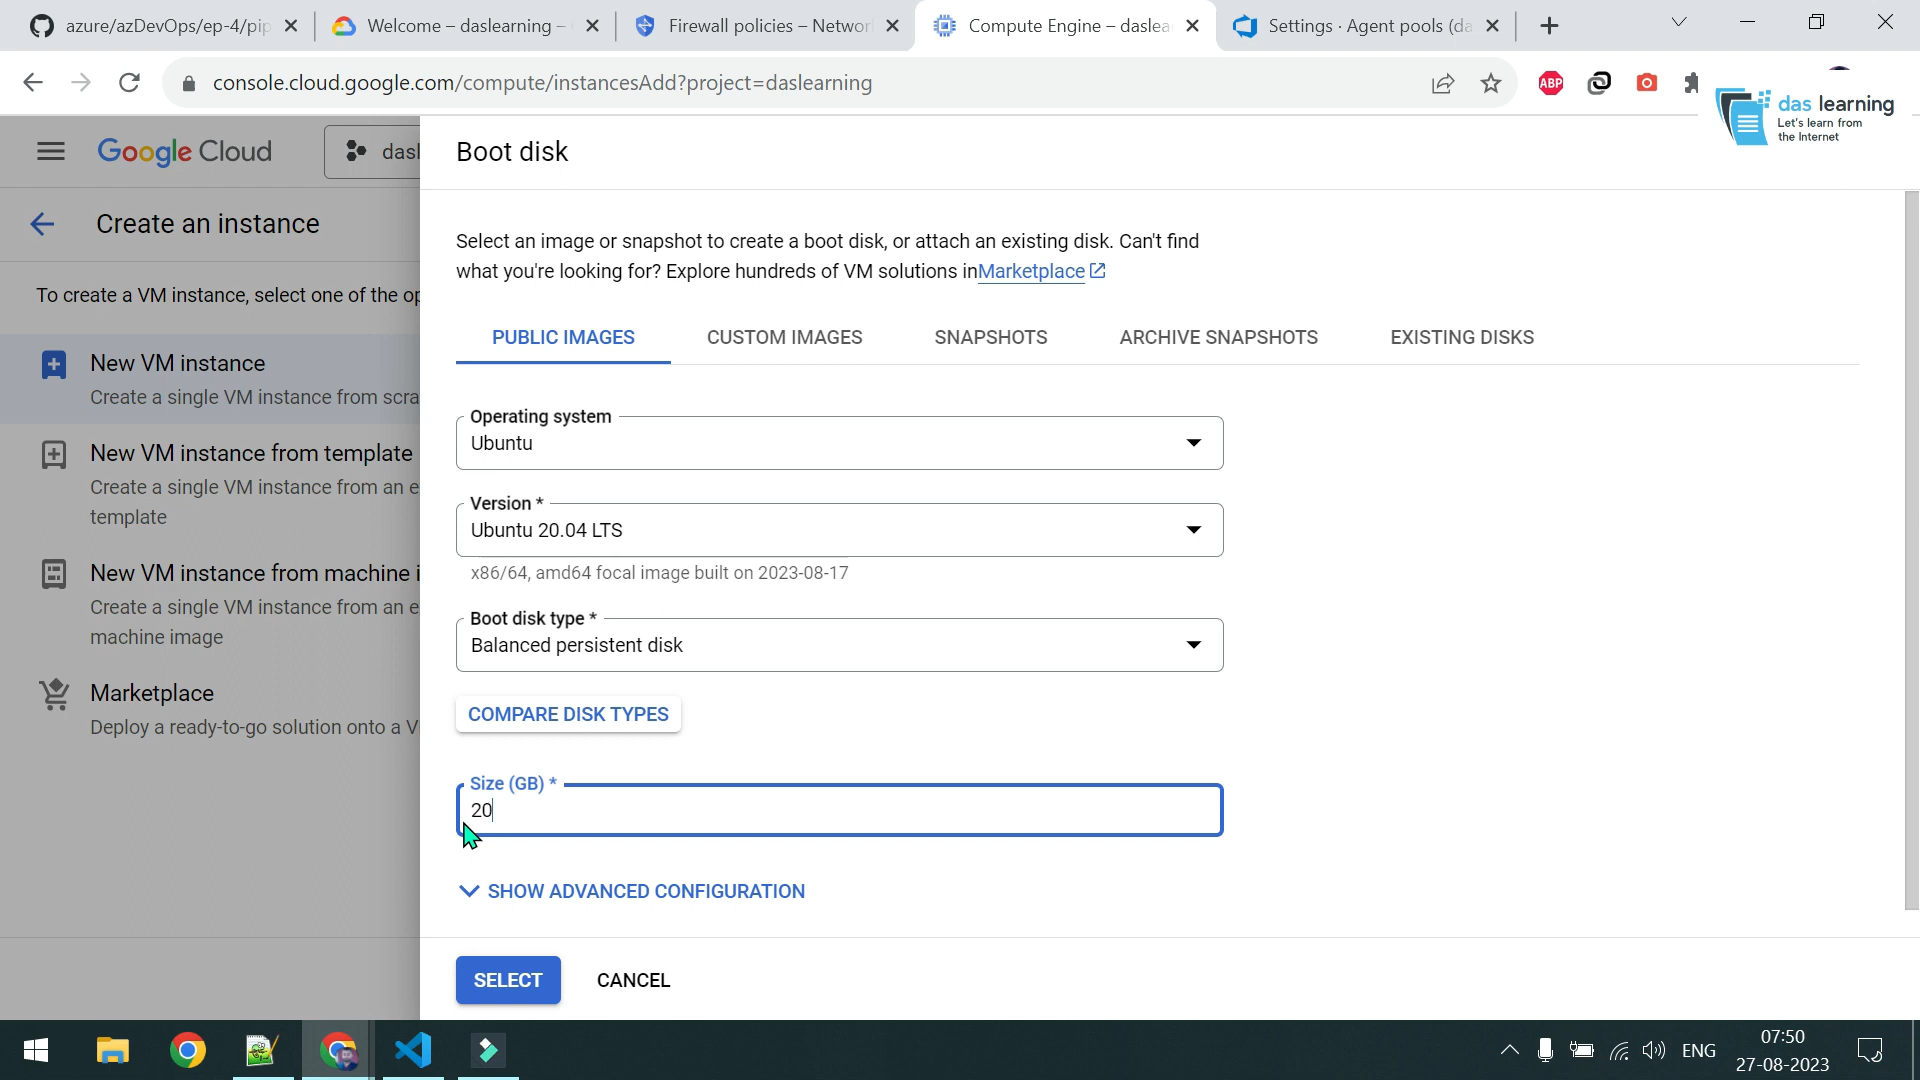 azure/azDevOps/ep-4/pip
Welcome – daslearning –
Firewall policies – Networ
Compute Engine – daslea
Settings · Agent pools (da
console.cloud.google.com/compute/instancesAdd?project=daslearning
ABP
das learning
Let's learn from
the Internet
Google Cloud
dasl
Boot disk
Create an instance
To create a VM instance, select one of the op
New VM instance
Create a single VM instance from scra
New VM instance from template
Create a single VM instance from an e
template
New VM instance from machine i
Create a single VM instance from an e
machine image
Marketplace
Deploy a ready-to-go solution onto a V
Select an image or snapshot to create a boot disk, or attach an existing disk. Can't find
what you're looking for? Explore hundreds of VM solutions inMarketplace
PUBLIC IMAGES
CUSTOM IMAGES
SNAPSHOTS
ARCHIVE SNAPSHOTS
EXISTING DISKS
Operating system
Ubuntu
Version *
Ubuntu 20.04 LTS
x86/64, amd64 focal image built on 2023-08-17
Boot disk type *
Balanced persistent disk
COMPARE DISK TYPES
Size (GB) *
20
SHOW ADVANCED CONFIGURATION
SELECT
CANCEL
ENG
07:50
27-08-2023